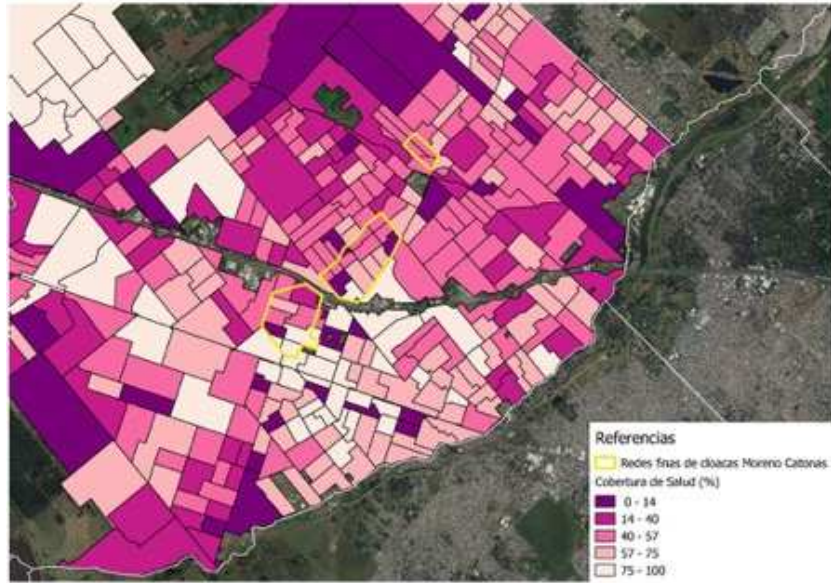 Referencias
Redes finas de cloacas Moreno Catonas
Cobertura de Salud (%)
0 - 14
14 - 40
40 - 57
57 - 75
75 - 100